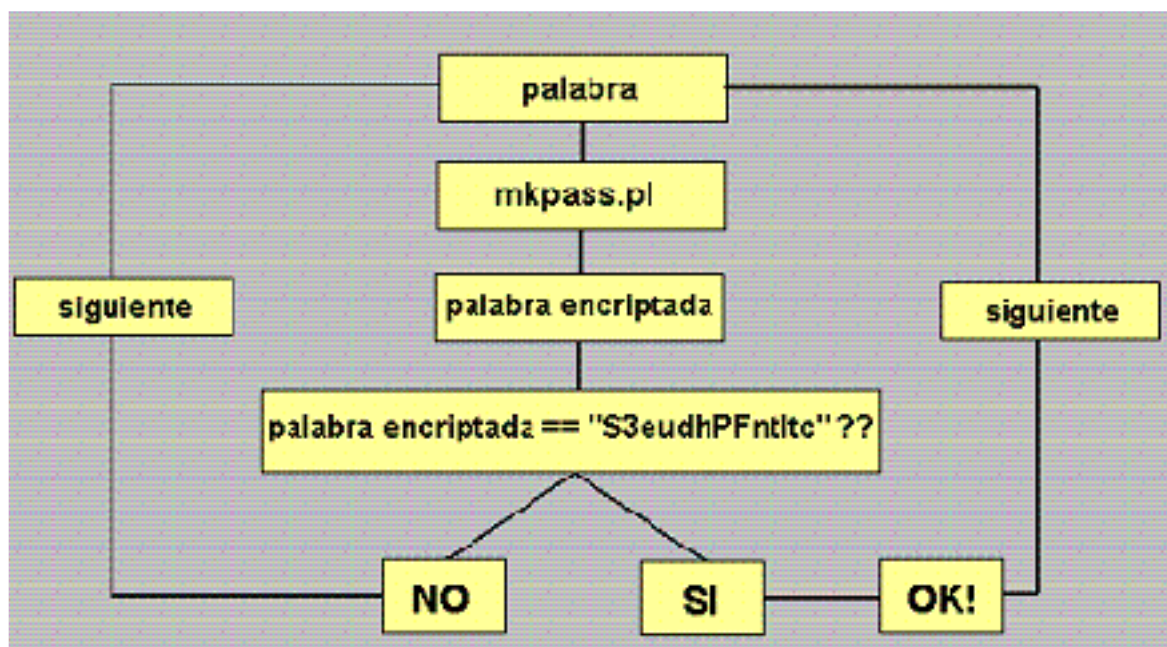 palabra
mkpass.pl
siguiente
palabra encriptada
siguiente
palabra encriptada == "S3eudhPFntltc" ??
NO
SI
OK!